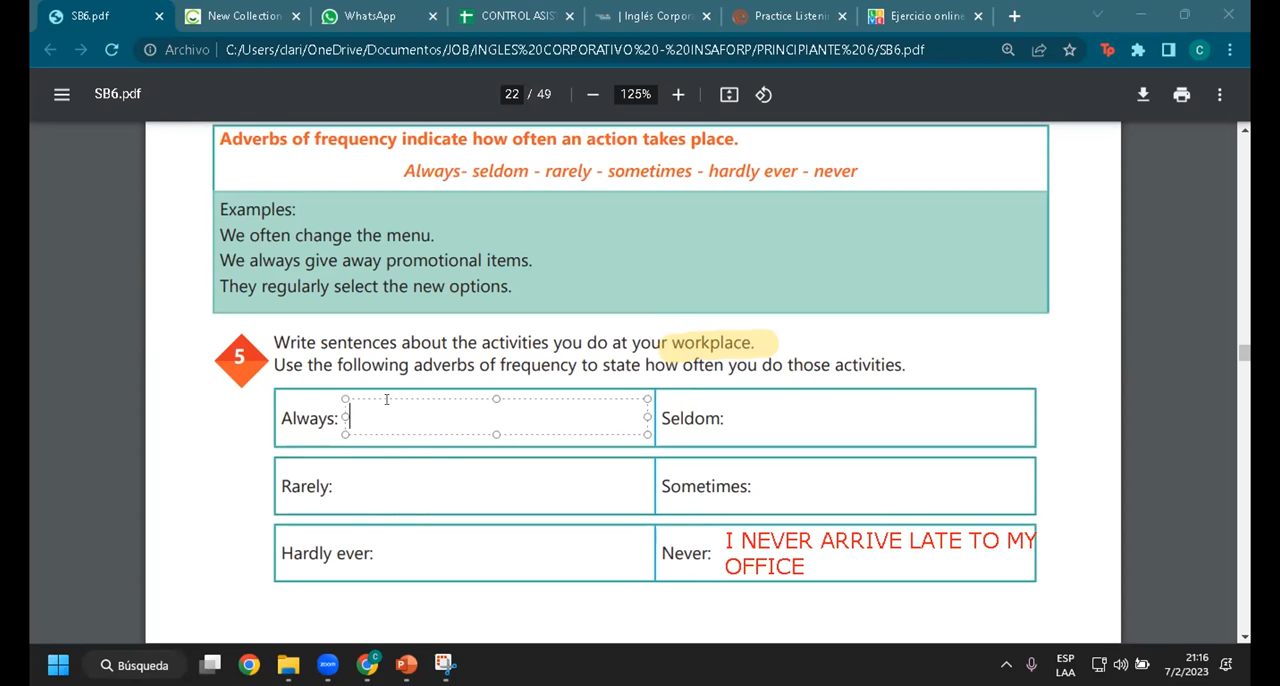 SB6.pdf
New Collection
WhatsApp
CONTROL ASIS
| Inglés Corpor
Practice Listeni
Ejercicio online
Archivo
C:/Users/dari/OneDrive/Documentos/JOB/INGLES%20CORPORATIVO%20-%20INSAFORP/PRINCIPIANTE%206/SB6.pdf
SB6.pdf
22 / 49
125%
Adverbs of frequency indicate how often an action takes place.
Always- seldom - rarely - sometimes - hardly ever - never
Examples:
We often change the menu.
We always give away promotional items.
They regularly select the new options.
5
Write sentences about the activities you do at your workplace.
Use the following adverbs of frequency to state how often you do those activities.
Always:
Seldom:
Rarely:
Sometimes:
Hardly ever:
Never: I NEVER ARRIVE LATE TO MY
OFFICE
Búsqueda
ESP
LAA
21:16
7/2/2023